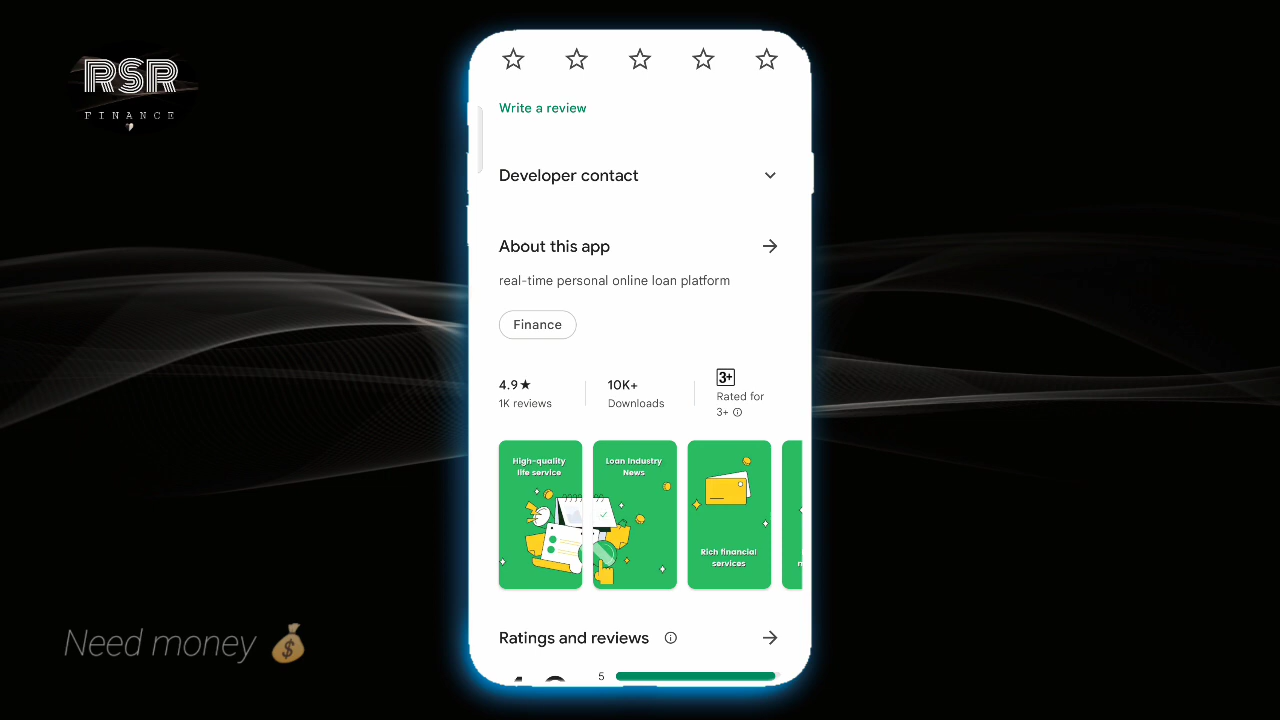 RSR
FINANCE
Write a review
Developer contact
About this app
real-time personal online loan platform
Finance
4.9★
1K reviews
10K+
Downloads
3+
Rated for
3+
High-quality
life service
Loan Industry
News
Rich financial
services
Ratings and reviews
5
Need money 💰